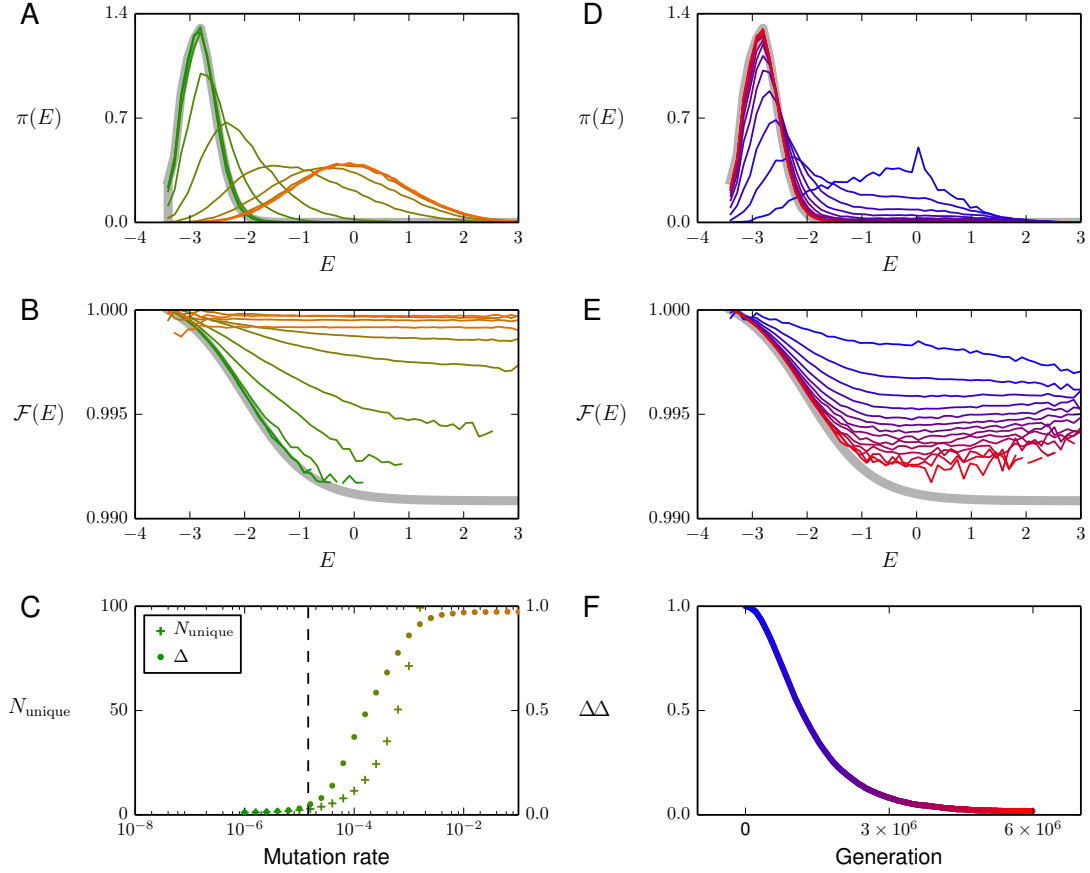 A
1.4
π(E)
0.7
0.0
−4 −3 −2 −1 0 1 2 3
E
D
1.4
π(E)
0.7
0.0
−4 −3 −2 −1 0 1 2 3
E
B
1.000
F(E)
0.995
0.990
−4 −3 −2 −1 0 1 2 3
E
E
1.000
F(E)
0.995
0.990
−4 −3 −2 −1 0 1 2 3
E
C
100
N_unique
Δ
N_unique
50
0
1.0
0.5
0.0
10⁻⁸ 10⁻⁶ 10⁻⁴ 10⁻²
Mutation rate
F
1.0
ΔΔ
0.5
0.0
0 3 × 10⁶ 6 × 10⁶
Generation